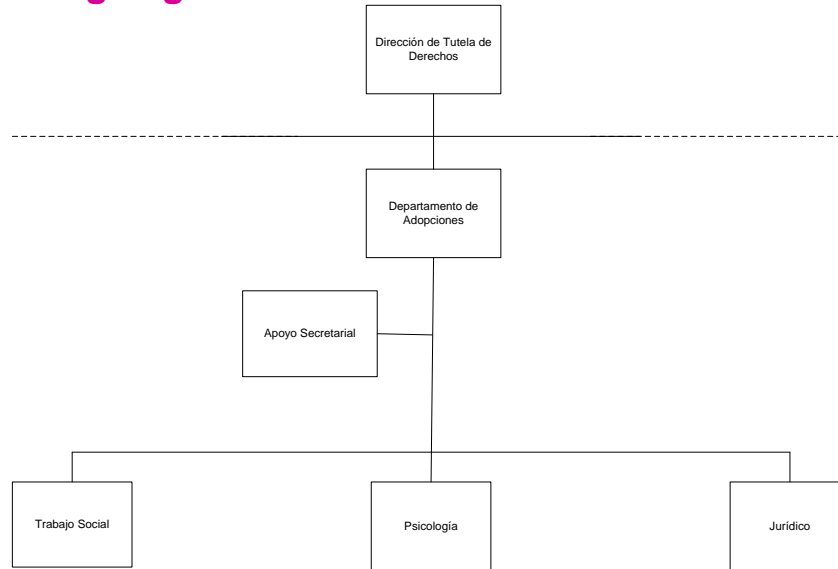 Dirección de Tutela de
Derechos
Departamento de
Adopciones
Apoyo Secretarial
Trabajo Social
Psicología
Jurídico